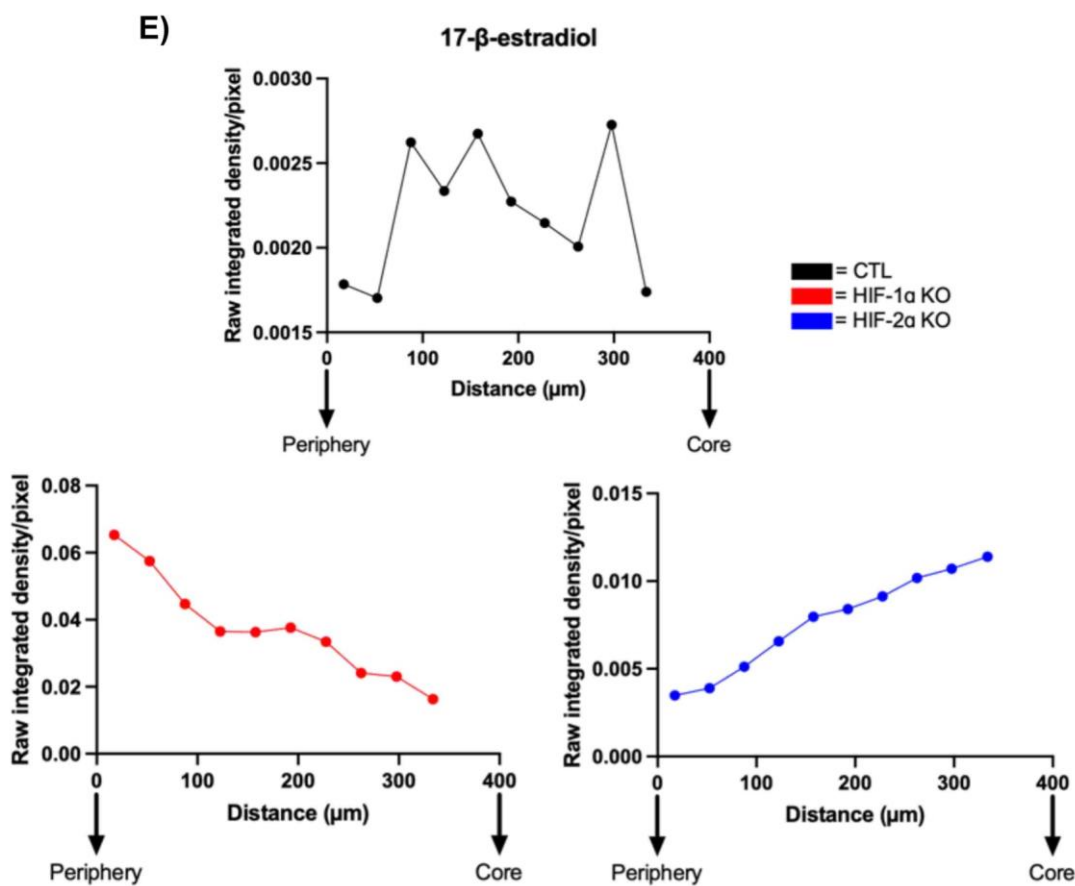 E)
17-β-estradiol
Raw integrated density/pixel
0.0030
0.0025
0.0020
0.0015
0 100 200 300 400
Distance (μm)
Periphery Core
= CTL
= HIF-1α KO
= HIF-2α KO
Raw integrated density/pixel
0.08
0.06
0.04
0.02
0.00
0 100 200 300 400
Distance (μm)
Periphery Core
Raw integrated density/pixel
0.015
0.010
0.005
0.000
0 100 200 300 400
Distance (μm)
Periphery Core